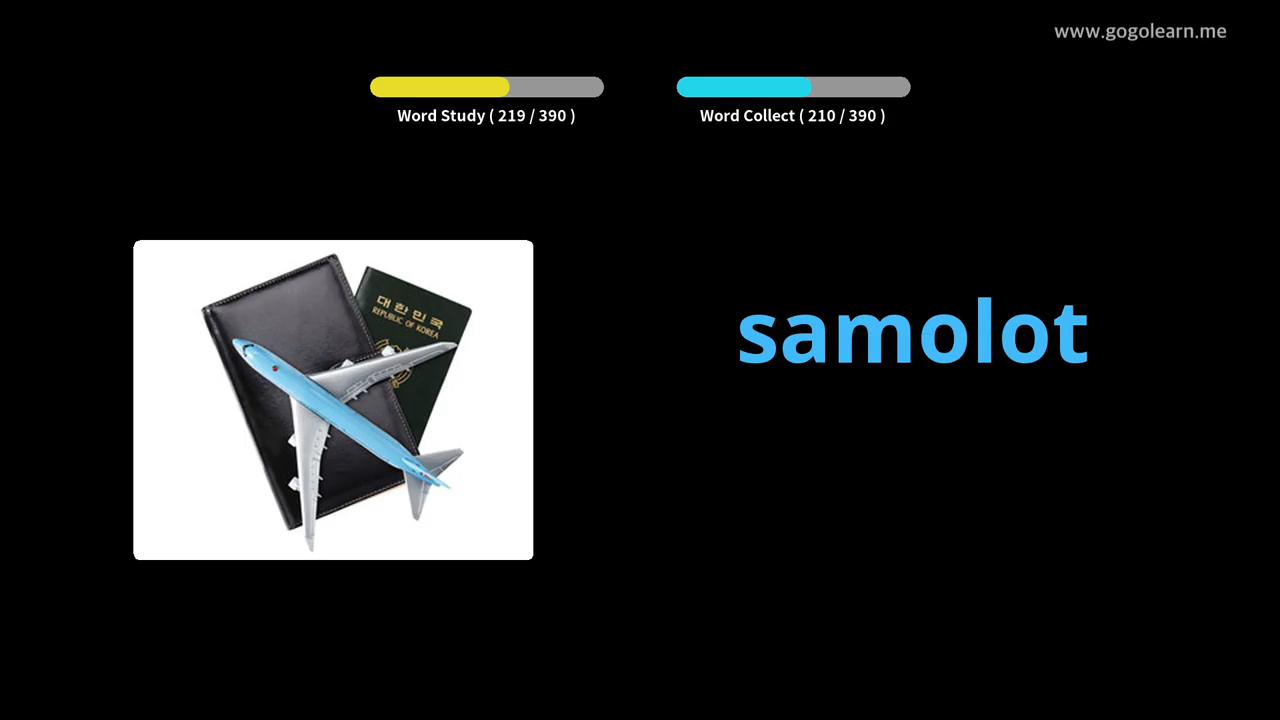 www.gogolearn.me
Word Study ( 219 / 390 )
Word Collect ( 210 / 390 )
대한민국
REPUBLIC OF KOREA
samolot